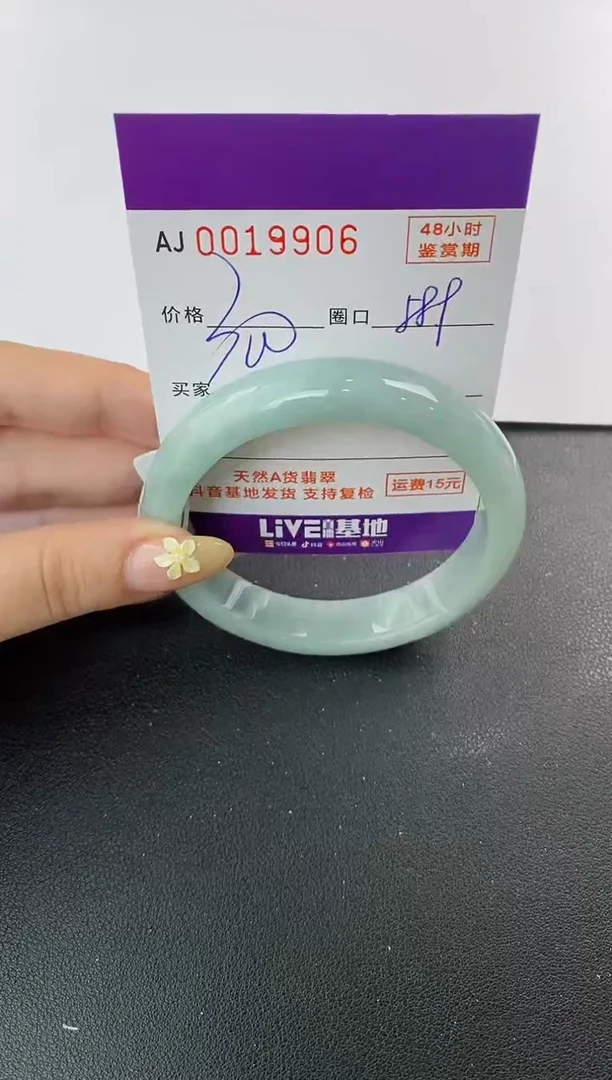 AJ 0019906
48小时
鉴赏期
价格
圈口
买家
天然A货翡翠
抖音基地发货 支持复检
运费15元
LiVE 基地